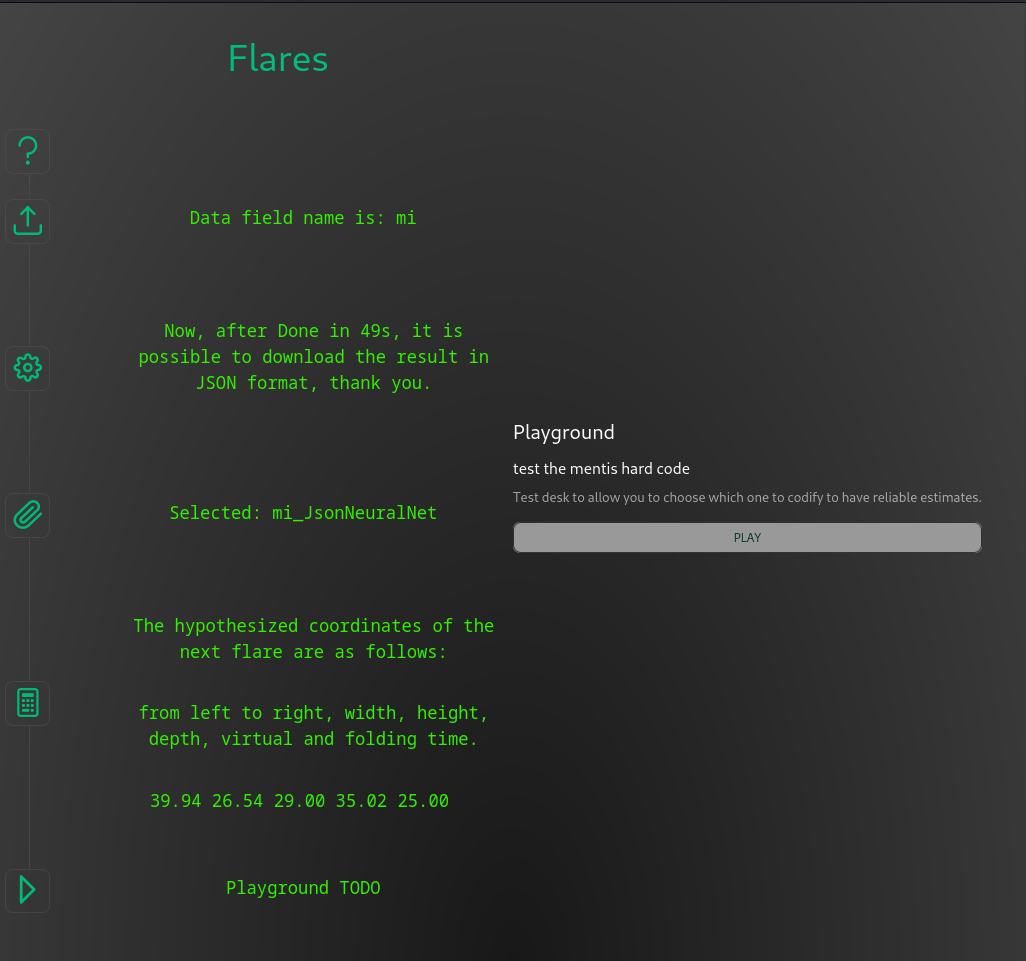 Flares
Data field name is: mi
Now, after Done in 49s, it is
possible to download the result in
JSON format, thank you.
Playground
test the mentis hard code
Test desk to allow you to choose which one to codify to have reliable estimates.
PLAY
Selected: mi_JsonNeuralNet
The hypothesized coordinates of the
next flare are as follows:
from left to right, width, height,
depth, virtual and folding time.
39.94 26.54 29.00 35.02 25.00
Playground TODO